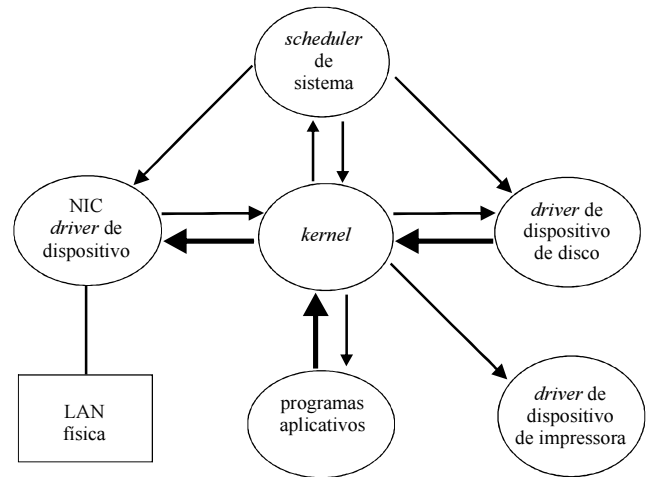 scheduler
de
sistema
NIC
driver de
dispositivo
kernel
driver de
dispositivo
de disco
LAN
física
programas
aplicativos
driver de
dispositivo
de impressora